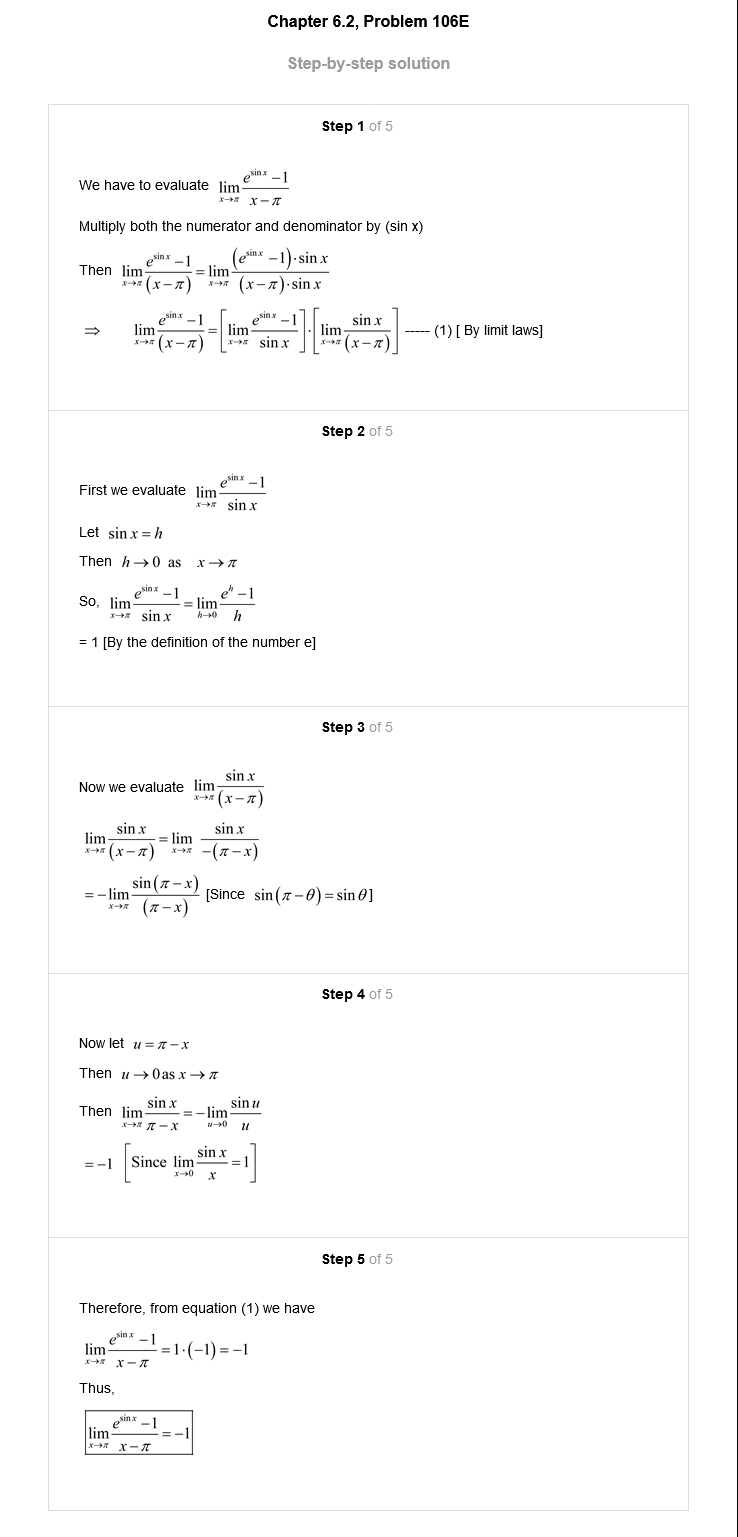 Chapter 6.2, Problem 106E
Step-by-step solution
Step 1 of 5
We have to evaluate $\lim_{x \to \pi} \frac{e^{\sin x} - 1}{x - \pi}$
Multiply both the numerator and denominator by (sin x)
Then $\lim_{x \to \pi} \frac{e^{\sin x} - 1}{(x - \pi)} = \lim_{x \to \pi} \frac{(e^{\sin x} - 1) \cdot \sin x}{(x - \pi) \cdot \sin x}$
$\Rightarrow \lim_{x \to \pi} \frac{e^{\sin x} - 1}{(x - \pi)} = \left[ \lim_{x \to \pi} \frac{e^{\sin x} - 1}{\sin x} \right] \cdot \left[ \lim_{x \to \pi} \frac{\sin x}{(x - \pi)} \right]$ ----- (1) [ By limit laws]
Step 2 of 5
First we evaluate $\lim_{x \to \pi} \frac{e^{\sin x} - 1}{\sin x}$
Let $\sin x = h$
Then $h \to 0$ as $x \to \pi$
So, $\lim_{x \to \pi} \frac{e^{\sin x} - 1}{\sin x} = \lim_{h \to 0} \frac{e^{h} - 1}{h}$
= 1 [By the definition of the number e]
Step 3 of 5
Now we evaluate $\lim_{x \to \pi} \frac{\sin x}{(x - \pi)}$
$\lim_{x \to \pi} \frac{\sin x}{(x - \pi)} = \lim_{x \to \pi} \frac{\sin x}{-(\pi - x)}$
$= -\lim_{x \to \pi} \frac{\sin(\pi - x)}{(\pi - x)}$ [Since $\sin(\pi - \theta) = \sin \theta$]
Step 4 of 5
Now let $u = \pi - x$
Then $u \to 0$ as $x \to \pi$
Then $\lim_{x \to \pi} \frac{\sin x}{\pi - x} = -\lim_{u \to 0} \frac{\sin u}{u}$
$= -1 \left[ \text{Since } \lim_{x \to 0} \frac{\sin x}{x} = 1 \right]$
Step 5 of 5
Therefore, from equation (1) we have
$\lim_{x \to \pi} \frac{e^{\sin x} - 1}{x - \pi} = 1 \cdot (-1) = -1$
Thus,
$\lim_{x \to \pi} \frac{e^{\sin x} - 1}{x - \pi} = -1$